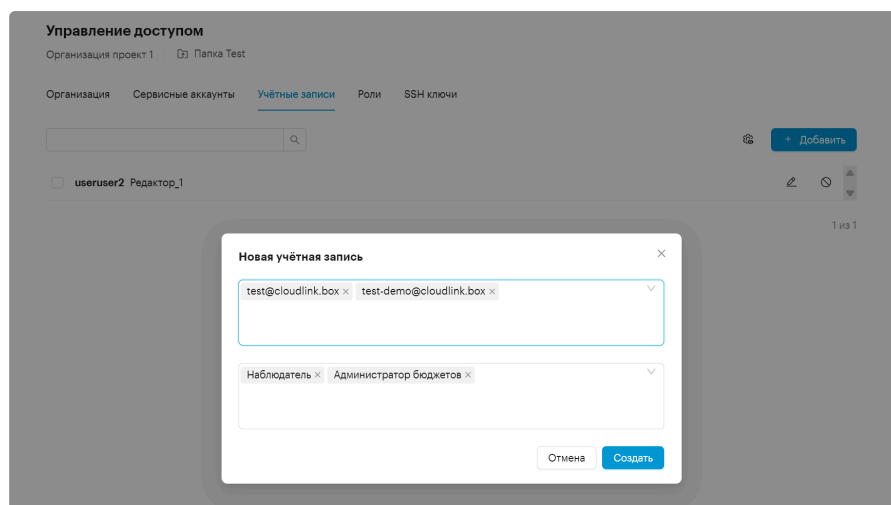 Управление доступом
Организация проект 1 Папка Test
Организация Сервисные аккаунты Учётные записи Роли SSH ключи
+ Добавить
useruser2 Редактор_1
1 из 1
Новая учётная запись
test@cloudlink.box × test-demo@cloudlink.box ×
Наблюдатель × Администратор бюджетов ×
Отмена Создать